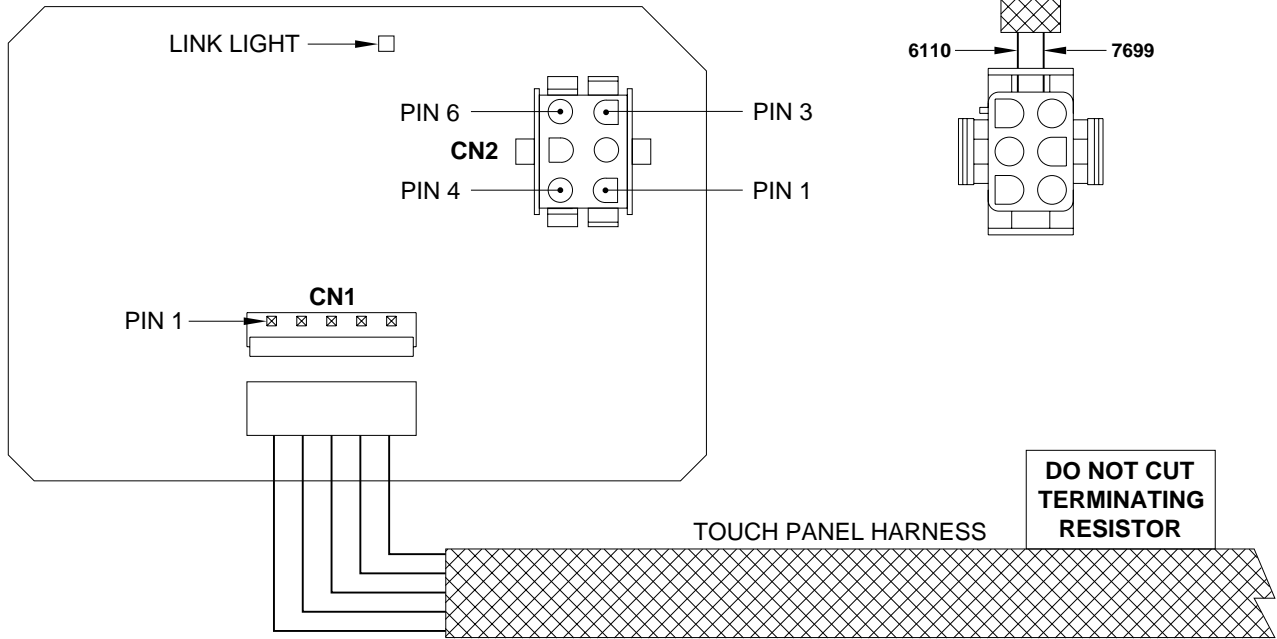 LINK LIGHT
6110
7699
PIN 6
PIN 3
CN2
PIN 4
PIN 1
CN1
PIN 1
DO NOT CUT
TERMINATING
RESISTOR
TOUCH PANEL HARNESS